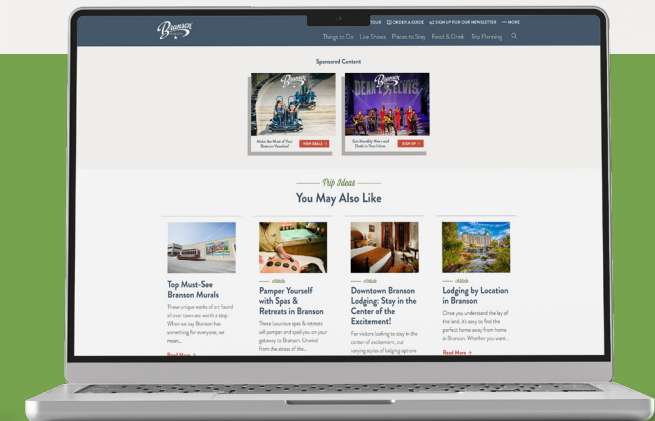 Branson
TOUR ORDER A GUIDE SIGN UP FOR OUR NEWSLETTER MORE
Things to Do Live Shows Places to Stay Food & Drink Trip Planning
Sponsored Content
Branson
Branson
DEAN ELVIS
Make the Most of Your
Branson Vacation!
VIEW DEALS
Get Monthly News and
Deals in Your Inbox
SIGN UP
Trip Ideas
You May Also Like
Top Must-See
Branson Murals
These unique works of art found
all over town are worth a stop.
When we say Branson has
something for everyone, we
mean...
Read More
Article
Pamper Yourself
with Spas &
Retreats in Branson
These luxurious spas & retreats
will pamper and spoil you on your
getaway to Branson. Unwind
from the stress of the...
Article
Downtown Branson
Lodging: Stay in the
Center of the
Excitement!
For visitors looking to stay in the
center of excitement, our
varying styles of lodging options
Article
Lodging by Location
in Branson
Once you understand the lay of
the land, it's easy to find the
perfect home away from home
in Branson. Whether you want...
Read More